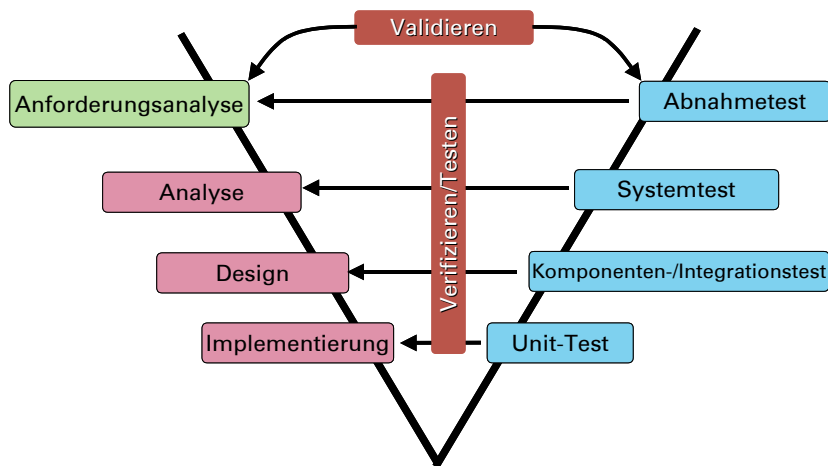 Validieren
Anforderungsanalyse
Abnahmetest
Verifizieren/Testen
Analyse
Systemtest
Design
Komponenten-/Integrationstest
Implementierung
Unit-Test